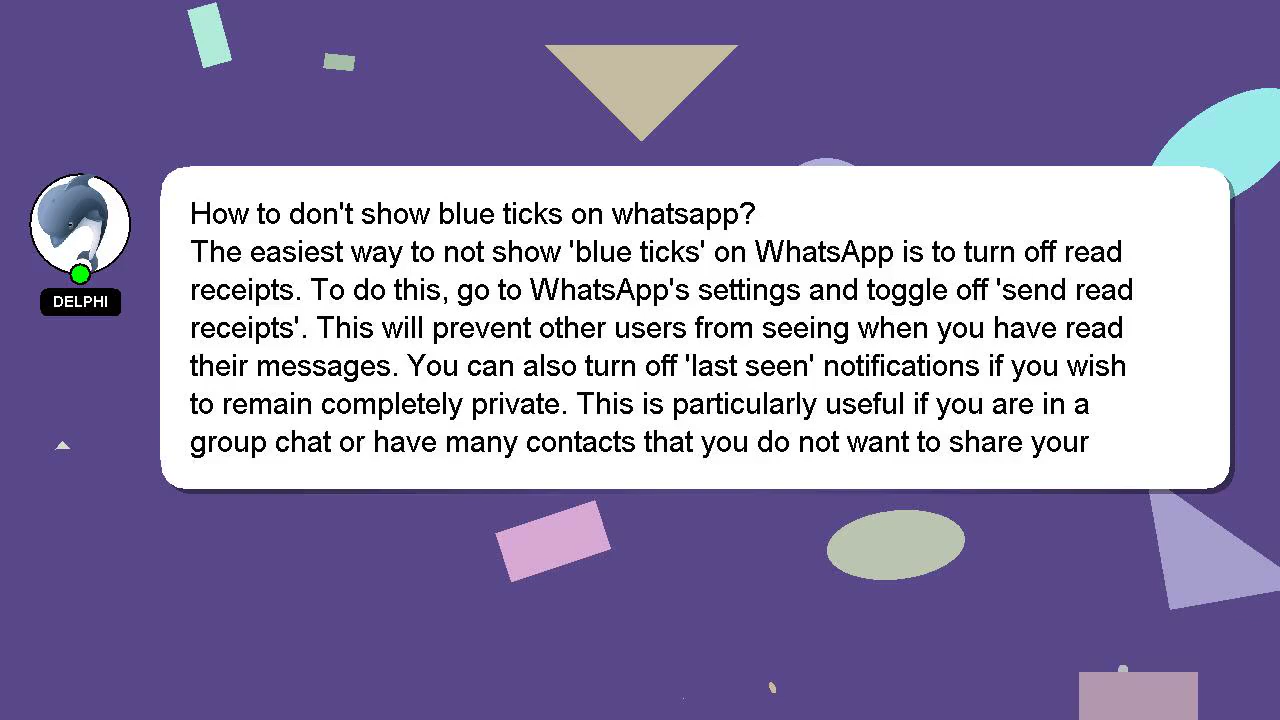 How to don't show blue ticks on whatsapp?
The easiest way to not show 'blue ticks' on WhatsApp is to turn off read
receipts. To do this, go to WhatsApp's settings and toggle off 'send read
receipts'. This will prevent other users from seeing when you have read
their messages. You can also turn off 'last seen' notifications if you wish
to remain completely private. This is particularly useful if you are in a
group chat or have many contacts that you do not want to share your
DELPHI